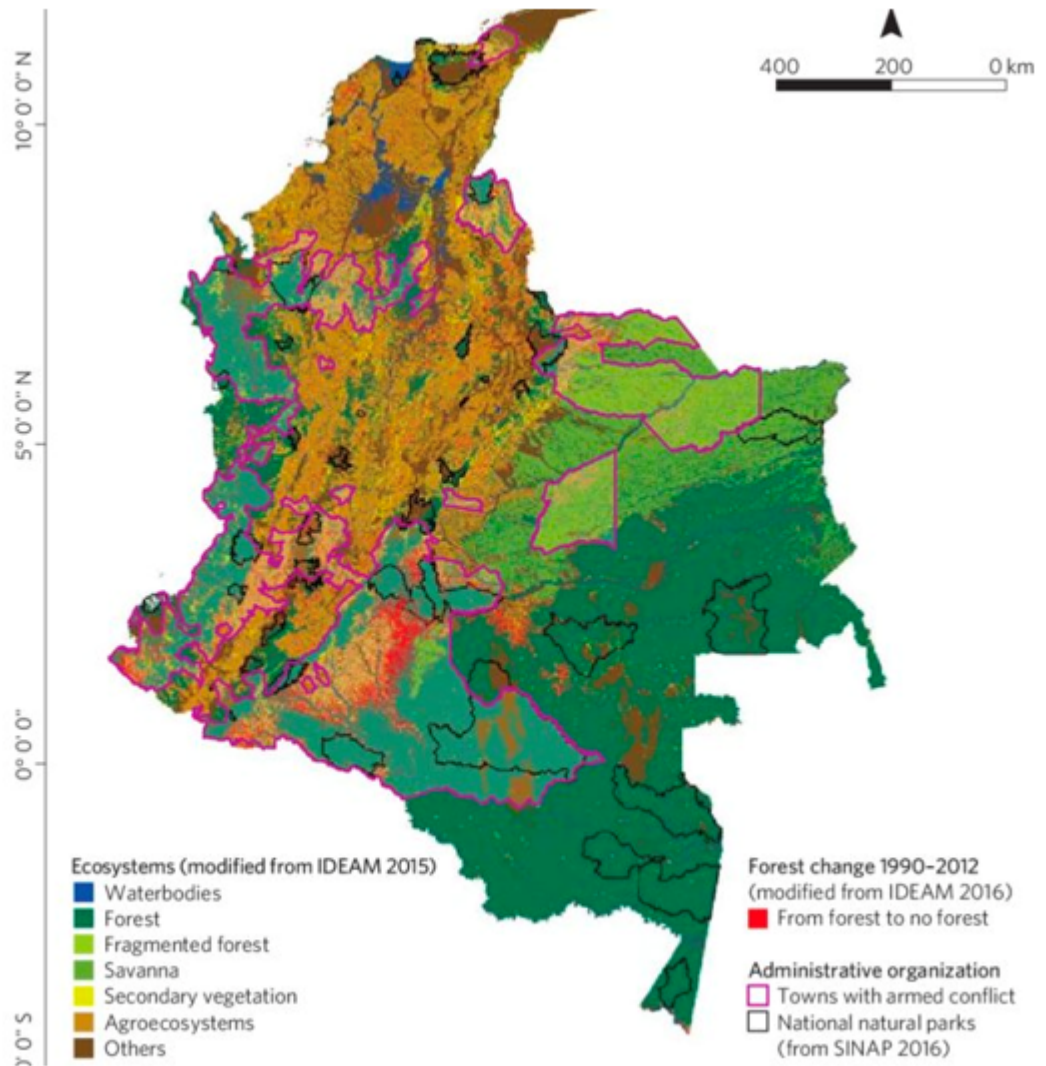 400 200 0 km
10° 0' 0" N
5° 0' 0" N
0° 0' 0"
0' 0" S
Ecosystems (modified from IDEAM 2015)
Waterbodies
Forest
Fragmented forest
Savanna
Secondary vegetation
Agroecosystems
Others
Forest change 1990–2012
(modified from IDEAM 2016)
From forest to no forest
Administrative organization
Towns with armed conflict
National natural parks
(from SINAP 2016)